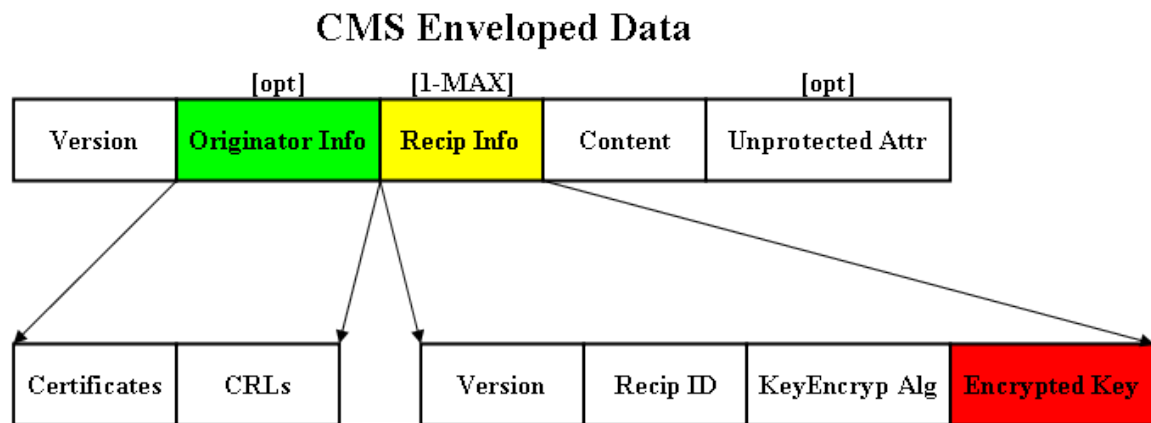 CMS Enveloped Data
[opt] [1-MAX] [opt]
Version Originator Info Recip Info Content Unprotected Attr
Certificates CRLs Version Recip ID KeyEncryp Alg Encrypted Key